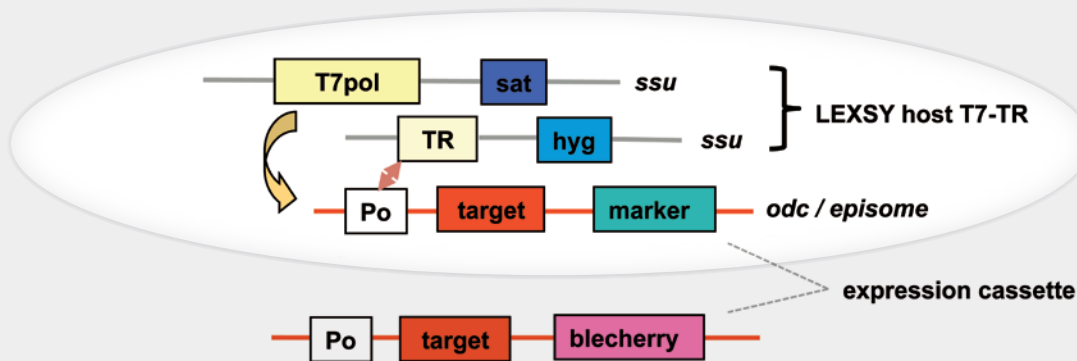 T7pol sat ssu
LEXSY host T7-TR
TR hyg ssu
Po target marker odc / episome
expression cassette
Po target blecherry